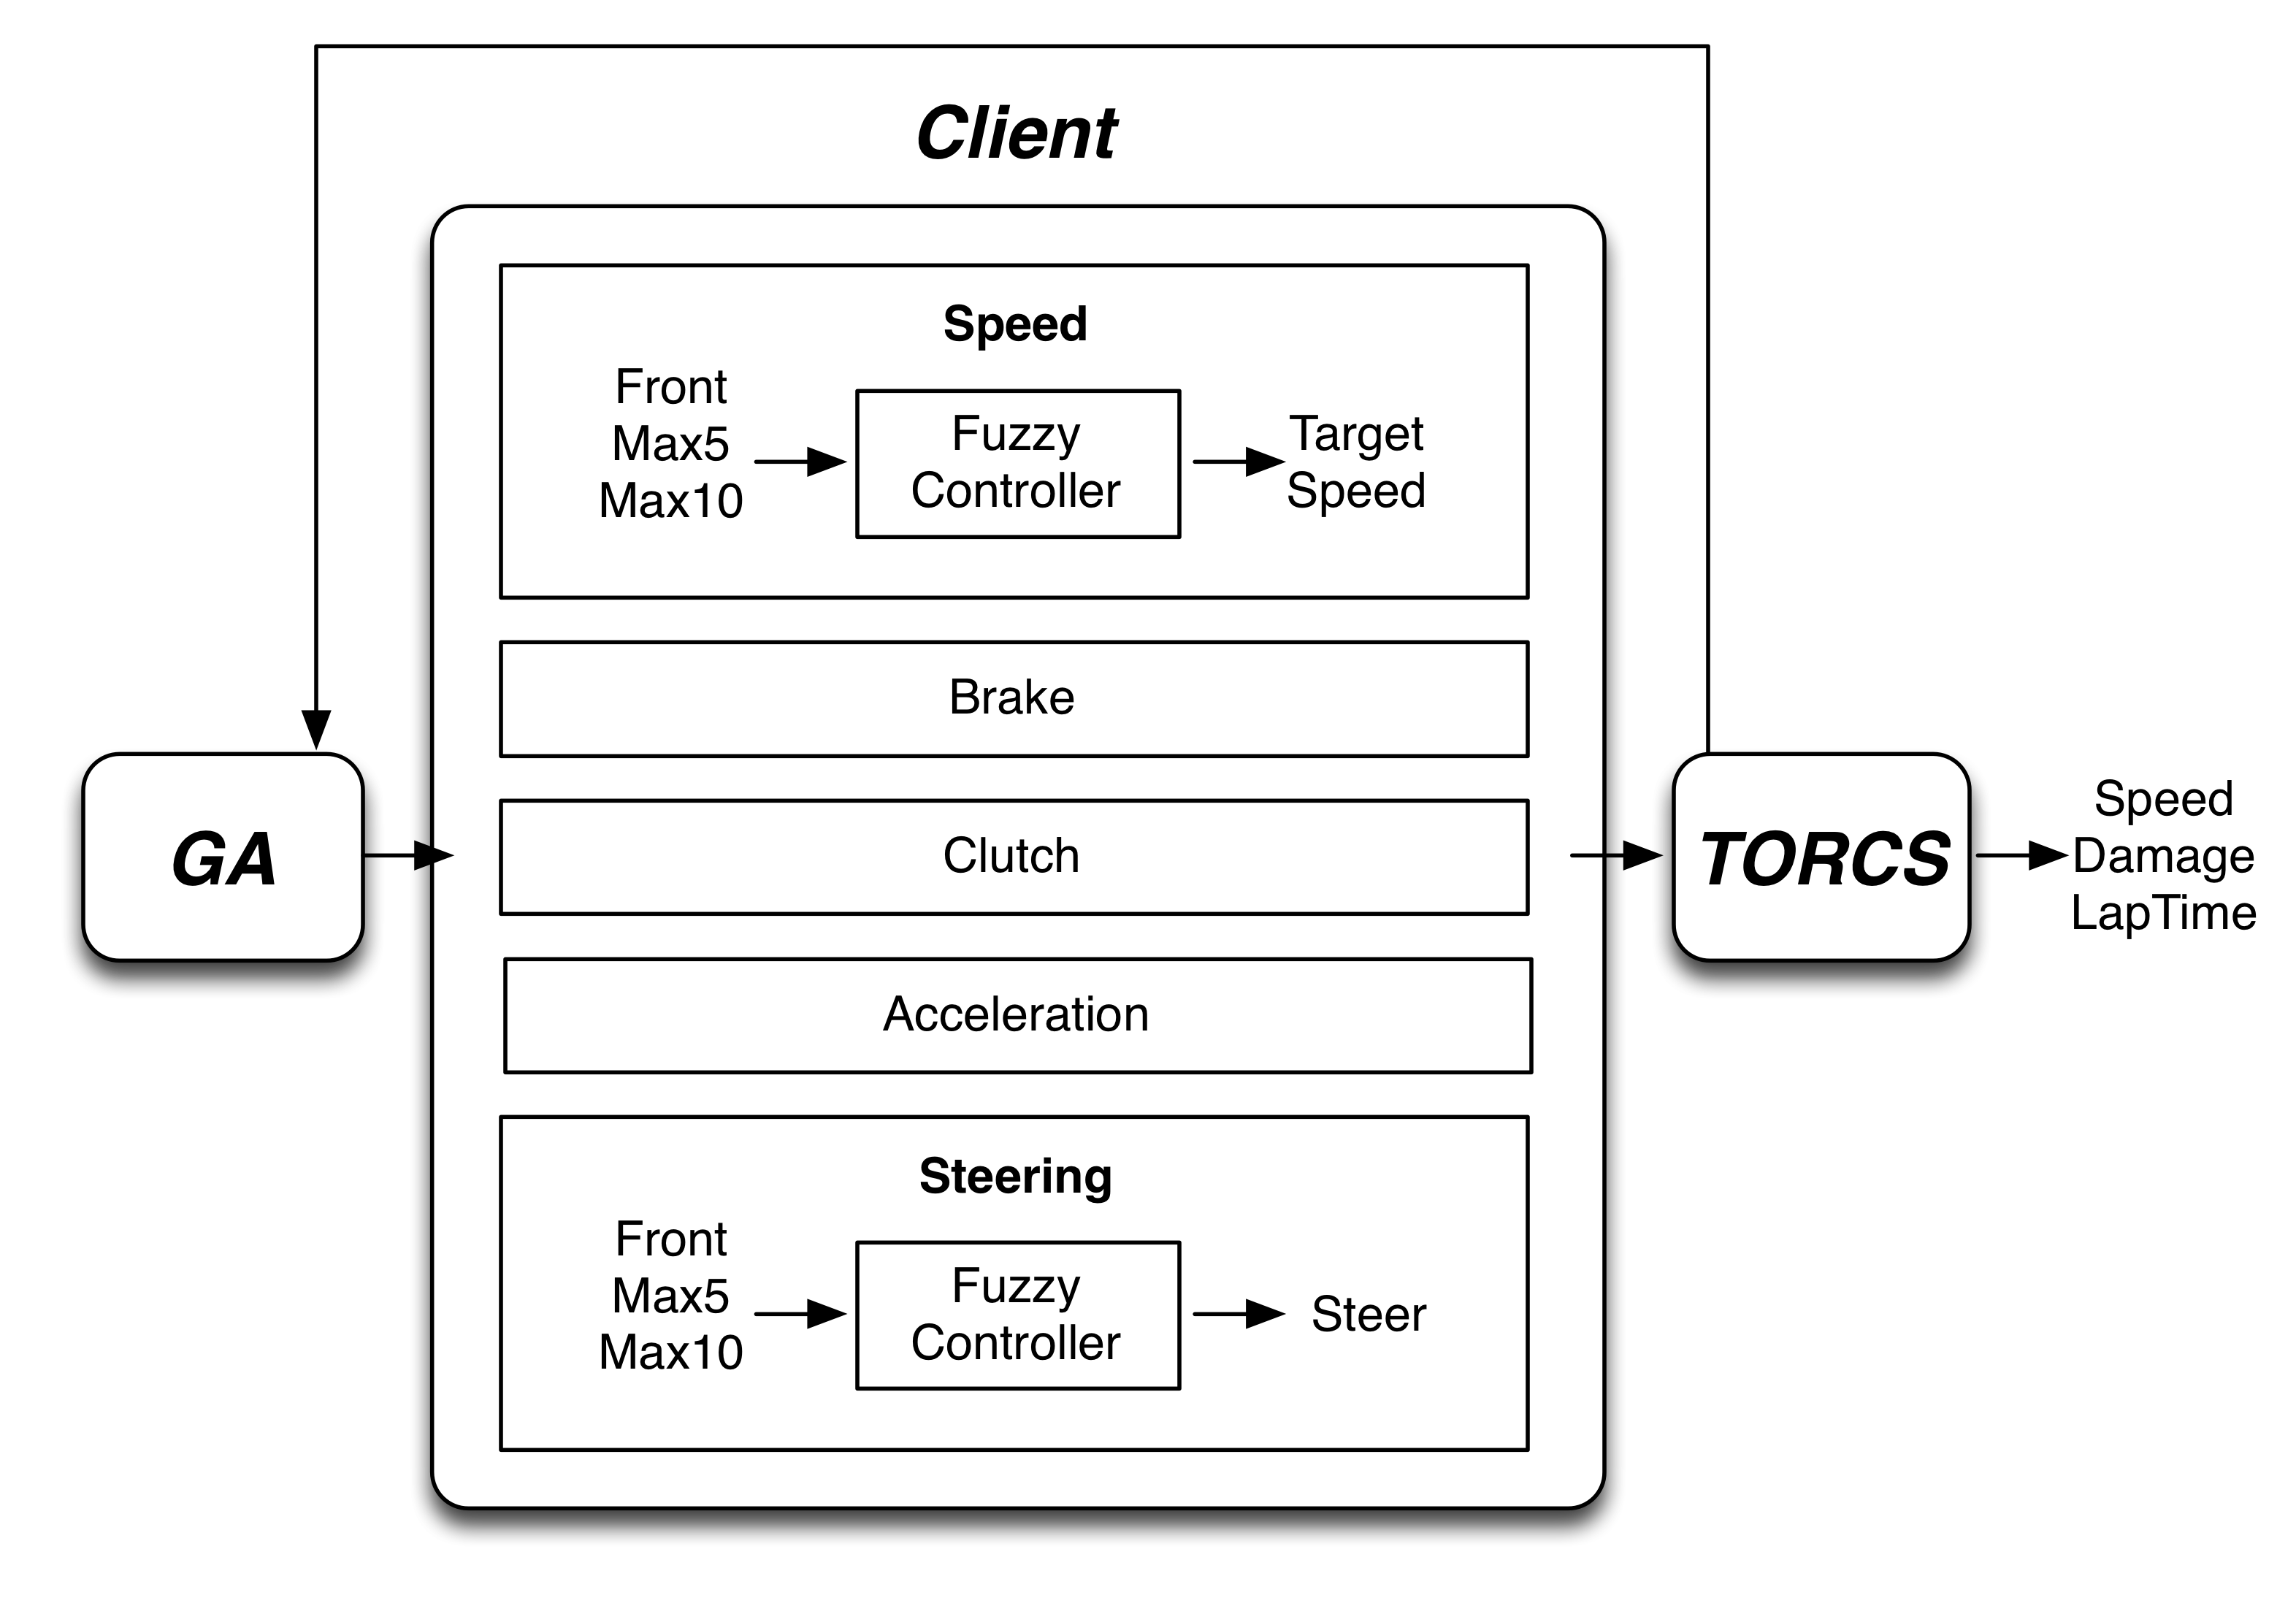 Client
Speed
Front
Max5
Max10
Fuzzy
Controller
Target
Speed
Brake
Clutch
Acceleration
Steering
Front
Max5
Max10
Fuzzy
Controller
Steer
GA
TORCS
Speed
Damage
LapTime